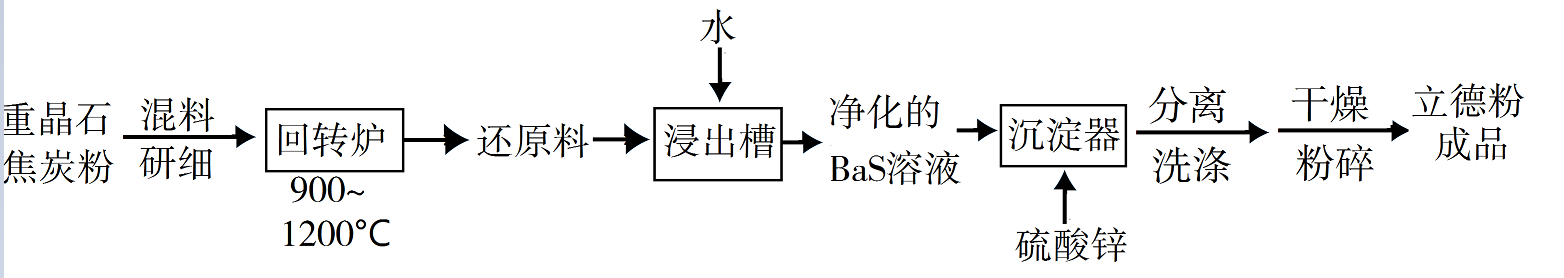 重晶石
焦炭粉
混料
研细
回转炉
900~
1200°C
还原料
水
浸出槽
净化的
BaS溶液
沉淀器
硫酸锌
分离
洗涤
干燥
粉碎
立德粉
成品